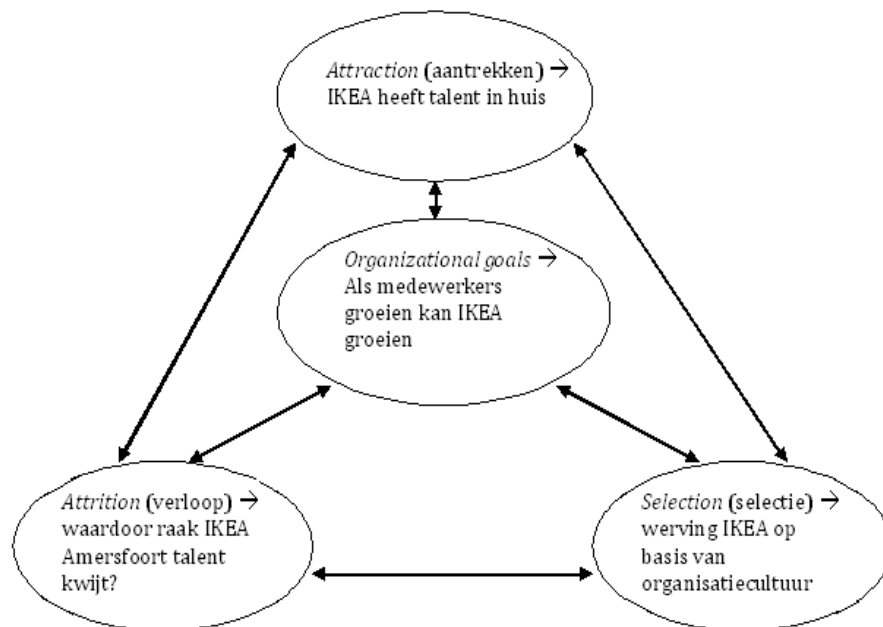 Attraction (aantrekken) →
IKEA heeft talent in huis
Organizational goals →
Als medewerkers
groeien kan IKEA
groeien
Attrition (verloop) →
waardoor raak IKEA
Amersfoort talent
kwijt?
Selection (selectie) →
werving IKEA op
basis van
organisatiecultuur